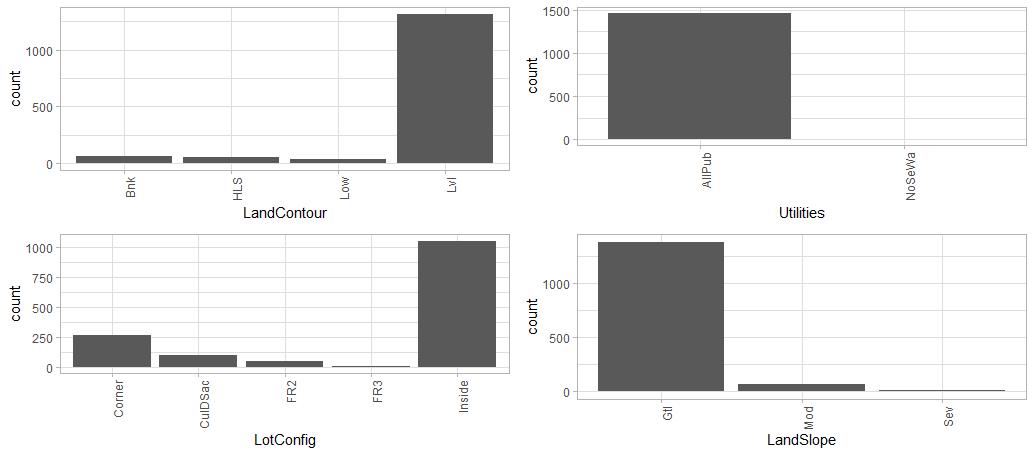 count
1000
500
0
Bnk
HLS
Low
Lvl
LandContour
count
1500
1000
500
0
AllPub
NoSeWa
Utilities
count
1000
750
500
250
0
Corner
CulDSac
FR2
FR3
Inside
LotConfig
count
1000
500
0
Gtl
Mod
Sev
LandSlope